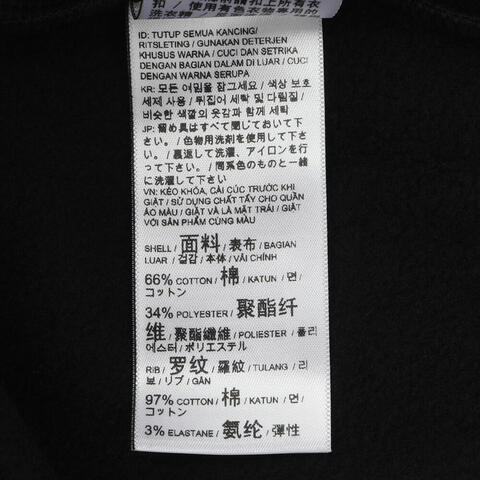 扣 / 使用
洗衣精
ID: TUTUP SEMUA KANCING/
RITSLETING / GUNAKAN DETERJEN
KHUSUS WARNA / CUCI DAN SETRIKA
DENGAN BAGIAN DALAM DI LUAR / CUCI
DENGAN WARNA SERUPA
KR: 모든 여밈을 잠그세요 / 색상 보호
세제 사용 / 뒤집어 세탁 및 다림질 /
비슷한 색깔의 옷감과 함께 세탁
JP: 留め具はすべて閉じておいて下
さい / 色物用洗剤を使用して下さ
い / 裏返して洗濯、アイロンを行っ
て下さい / 同系色のものと一緒
に洗濯して下さい
VN: KÉO KHÓA, CÀI CÚC TRƯỚC KHI
GIẶT / SỬ DỤNG CHẤT TẨY CHO QUẦN
ÁO MÀU / GIẶT VÀ LÀ MẶT TRÁI / GIẶT
VỚI SẢN PHẨM CÙNG MÀU
SHELL / 面料 / 表布 / BAGIAN
LUAR / 겉감 / 本体 / VẢI CHÍNH
66% COTTON / 棉 / KATUN / 면 /
コットン
34% POLYESTER / 聚酯纤
维 / 聚酯纖維 / POLIESTER / 폴리
에스터 / ポリエステル
RIB / 罗纹 / 羅紋 / TULANG / 리
브 / リブ / GÂN
97% COTTON / 棉 / KATUN / 면 /
コットン
3% ELASTANE / 氨纶 / 彈性